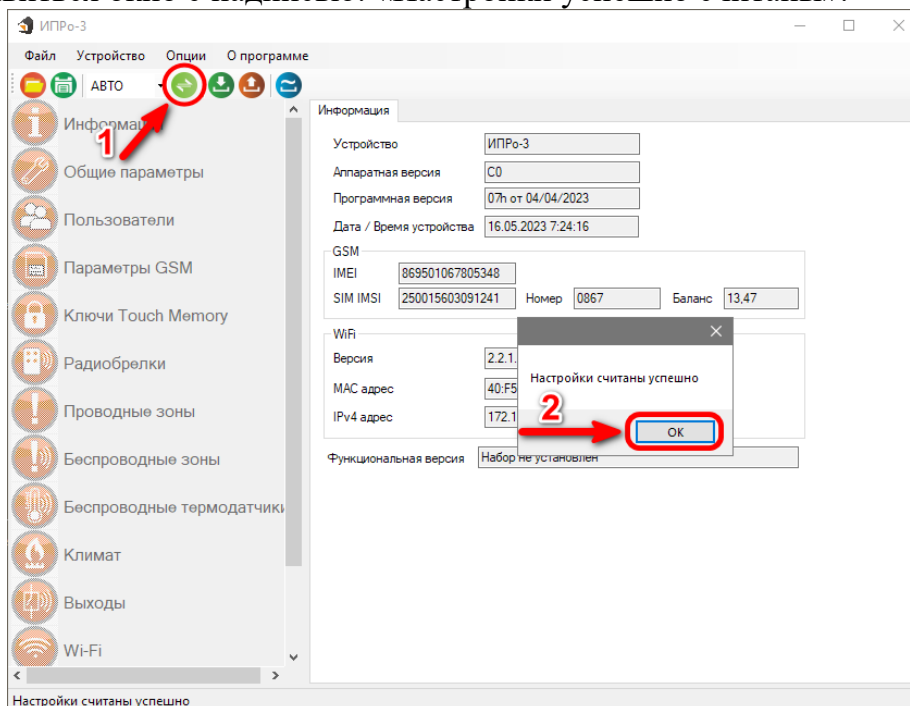 ИПРо-3
Файл Устройство Опции О программе
АВТО
1
Информация
Устройство ИПРо-3
Аппаратная версия C0
Программная версия 07h от 04/04/2023
Дата / Время устройства 16.05.2023 7:24:16
GSM
IMEI 869501067805348
SIM IMSI 250015603091241 Номер 0867 Баланс 13,47
WiFi
Версия 2.2.1.
MAC адрес 40:F5
IPv4 адрес 172.1
Функциональная версия Набор не установлен
Настройки считаны успешно
2
OK
Общие параметры
Пользователи
Параметры GSM
Ключи Touch Memory
Радиобрелки
Проводные зоны
Беспроводные зоны
Беспроводные термодатчики
Климат
Выходы
Wi-Fi
Настройки считаны успешно